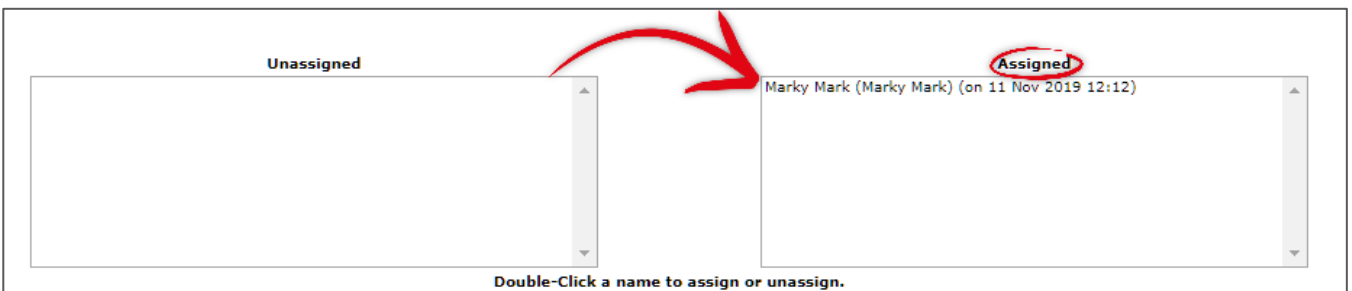 Unassigned
Assigned
Marky Mark (Marky Mark) (on 11 Nov 2019 12:12)
Double-Click a name to assign or unassign.